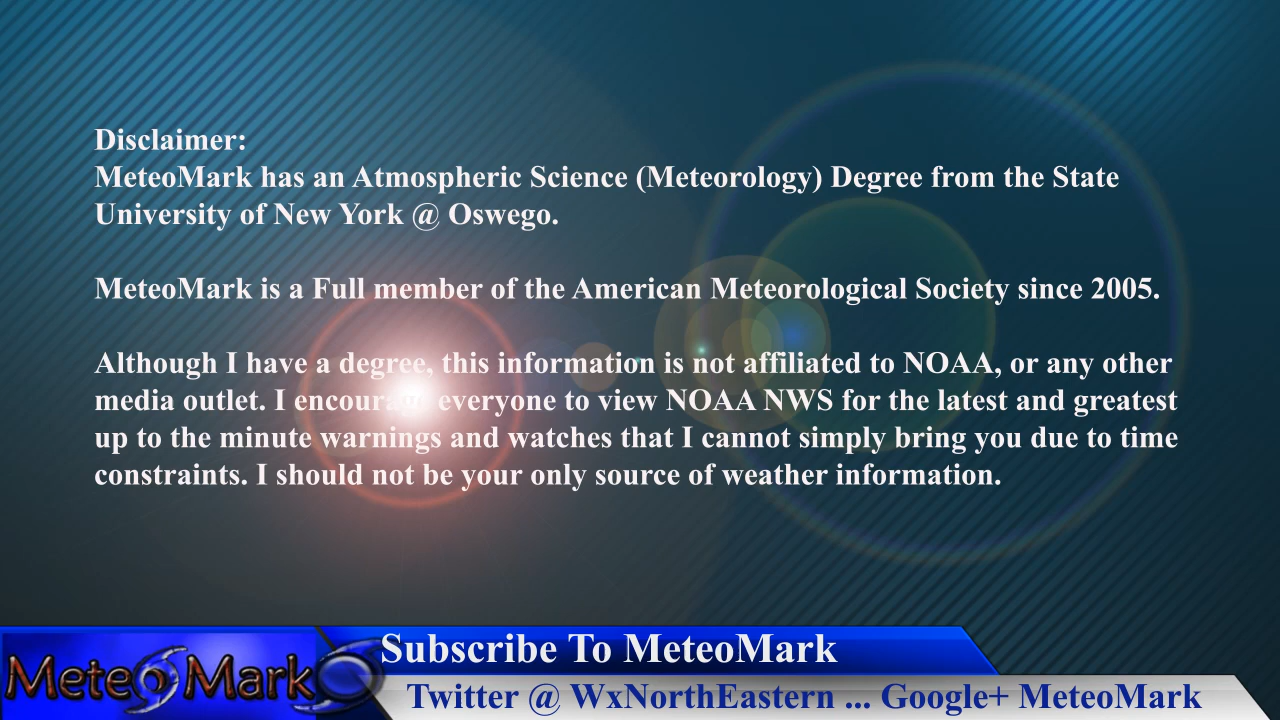 Disclaimer:
MeteoMark has an Atmospheric Science (Meteorology) Degree from the State
University of New York @ Oswego.
MeteoMark is a Full member of the American Meteorological Society since 2005.
Although I have a degree, this information is not affiliated to NOAA, or any other
media outlet. I encourage everyone to view NOAA NWS for the latest and greatest
up to the minute warnings and watches that I cannot simply bring you due to time
constraints. I should not be your only source of weather information.
Subscribe To MeteoMark
MeteoMark
Twitter @ WxNorthEastern ... Google+ MeteoMark